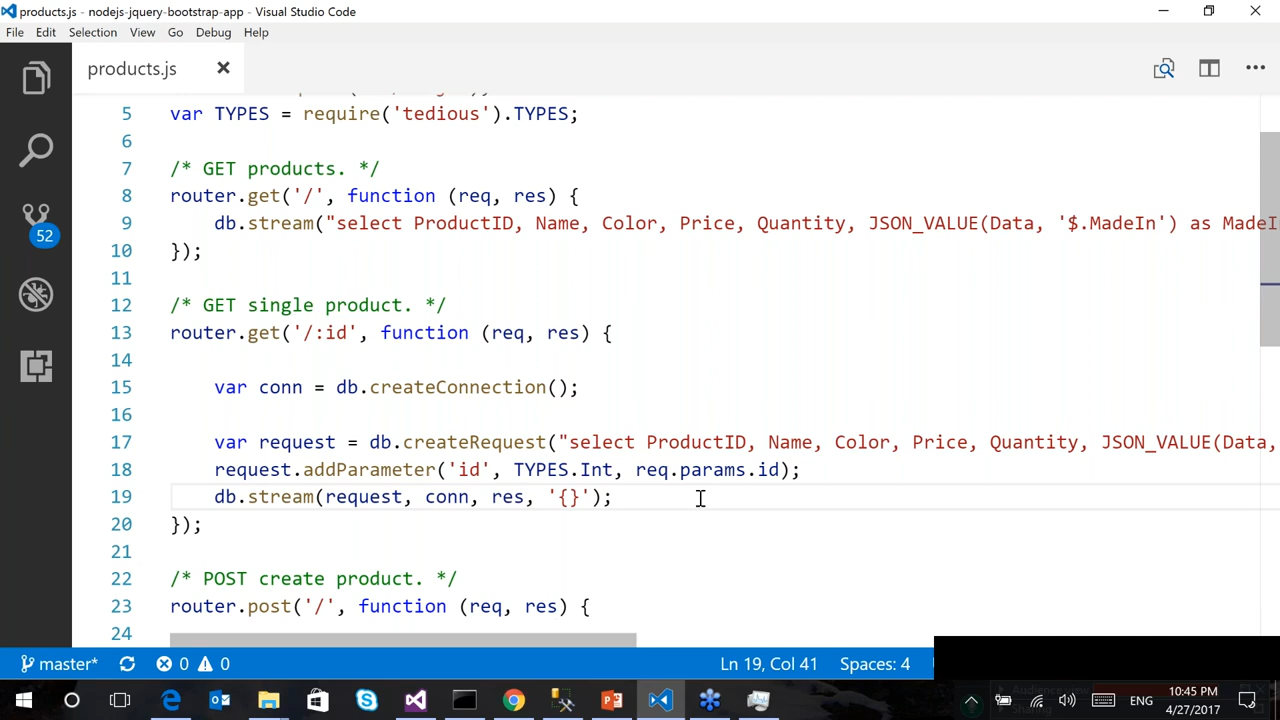 products.js - nodejs-jquery-bootstrap-app - Visual Studio Code
File Edit Selection View Go Debug Help
products.js
5 var TYPES = require('tedious').TYPES;
6
7 /* GET products. */
8 router.get('/', function (req, res) {
9 db.stream("select ProductID, Name, Color, Price, Quantity, JSON_VALUE(Data, '$.MadeIn') as MadeI
10 });
11
12 /* GET single product. */
13 router.get('/:id', function (req, res) {
14
15 var conn = db.createConnection();
16
17 var request = db.createRequest("select ProductID, Name, Color, Price, Quantity, JSON_VALUE(Data,
18 request.addParameter('id', TYPES.Int, req.params.id);
19 db.stream(request, conn, res, '{}');
20 });
21
22 /* POST create product. */
23 router.post('/', function (req, res) {
24
52
master* 0 0 Ln 19, Col 41 Spaces: 4
ENG 10:45 PM
4/27/2017